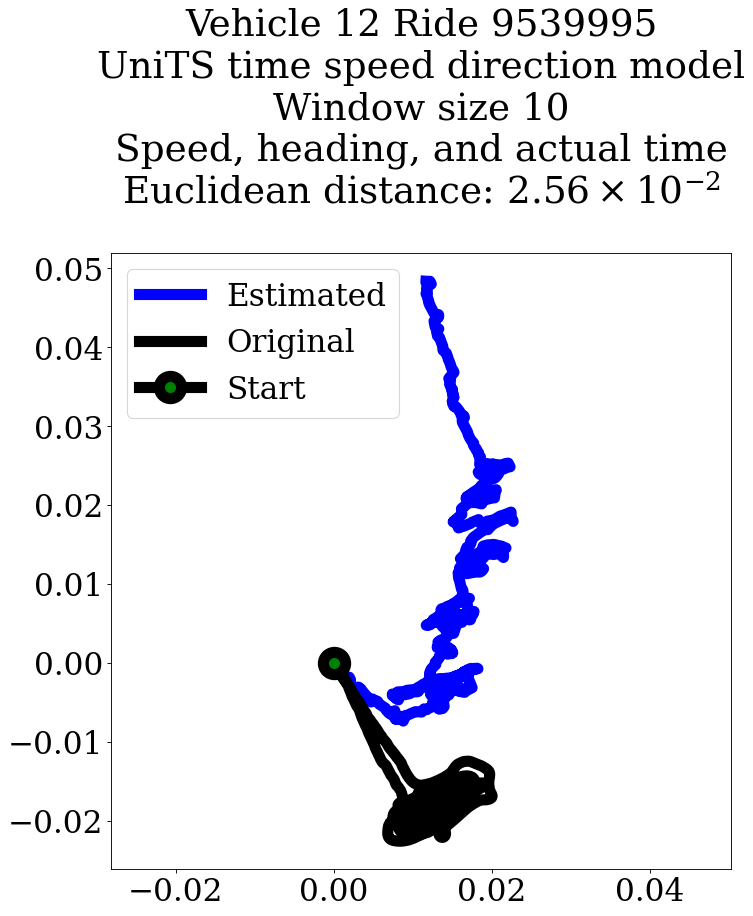 Vehicle 12 Ride 9539995
UniTS time speed direction model
Window size 10
Speed, heading, and actual time
Euclidean distance: 2.56 × 10⁻²
0.05
0.04
0.03
0.02
0.01
0.00
−0.01
−0.02
Estimated
Original
Start
−0.02 0.00 0.02 0.04